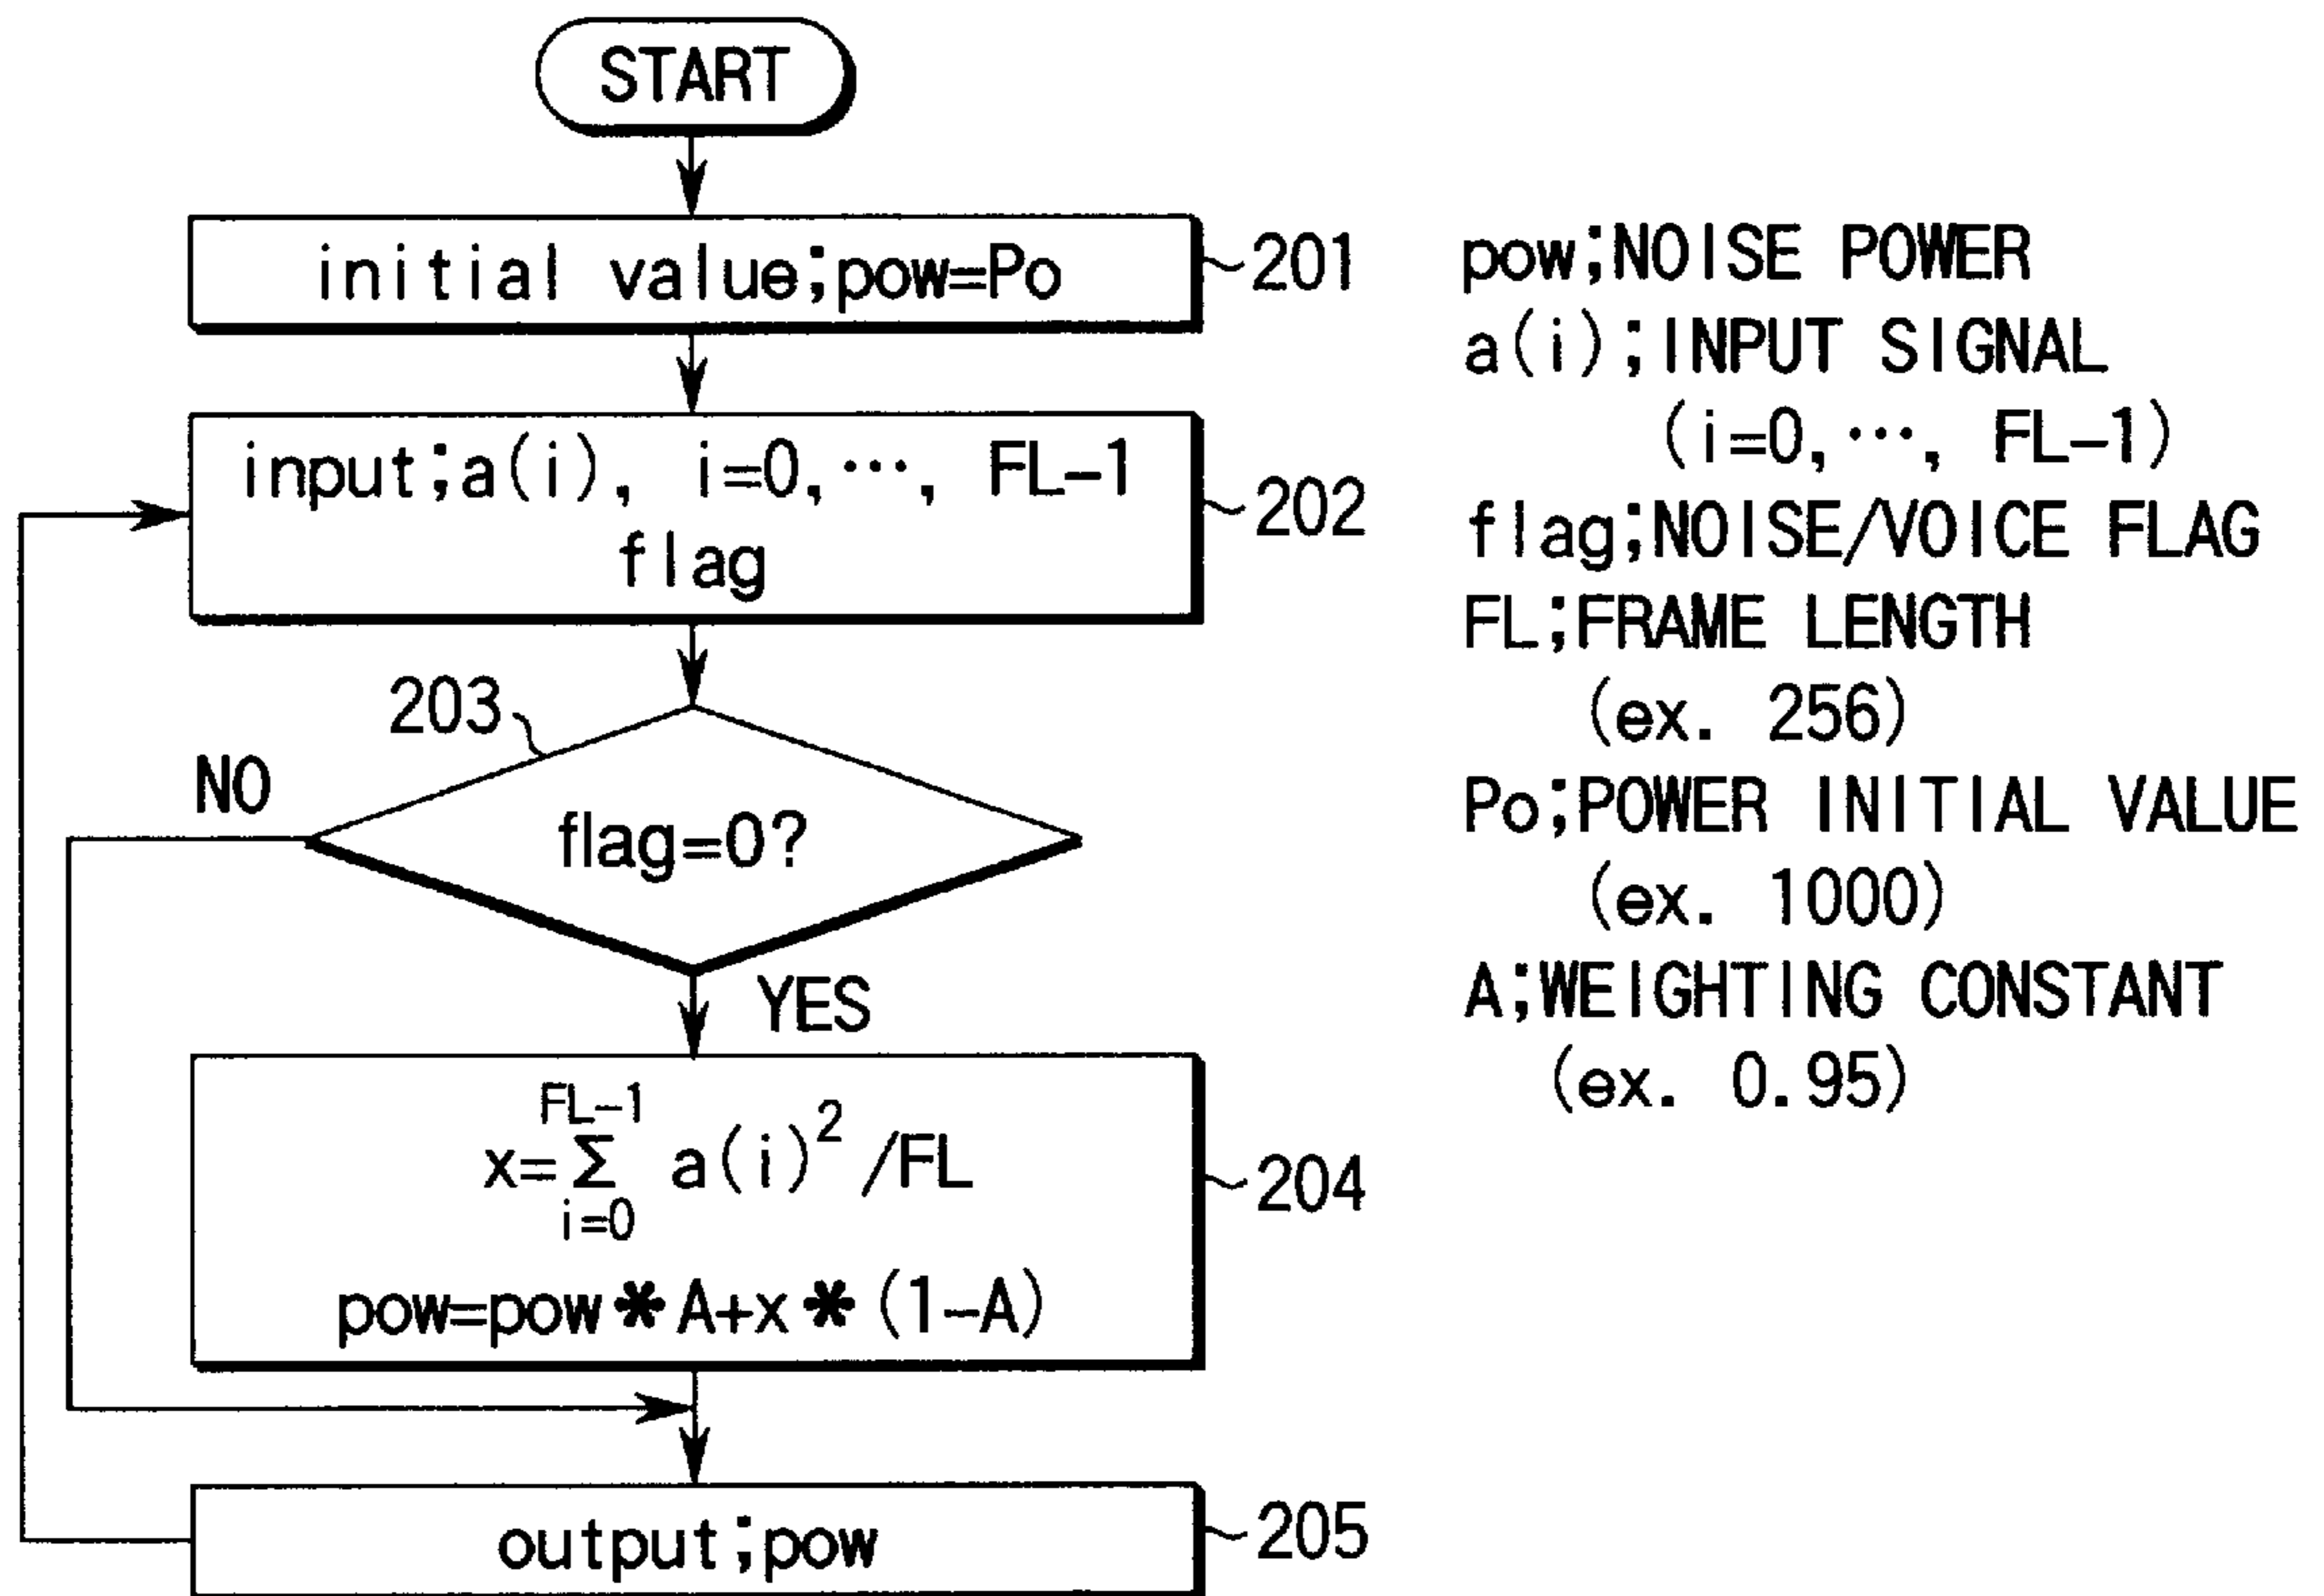 START
initial value;pow=Po
201
input;a(i), i=0,…, FL-1
flag
202
203
NO
flag=0?
YES
FL-1
x=Σ a(i)² /FL
i=0
pow=pow*A+x*(1-A)
204
output;pow
205
pow;NOISE POWER
a(i);INPUT SIGNAL
(i=0,…, FL-1)
flag;NOISE/VOICE FLAG
FL;FRAME LENGTH
(ex. 256)
Po;POWER INITIAL VALUE
(ex. 1000)
A;WEIGHTING CONSTANT
(ex. 0.95)